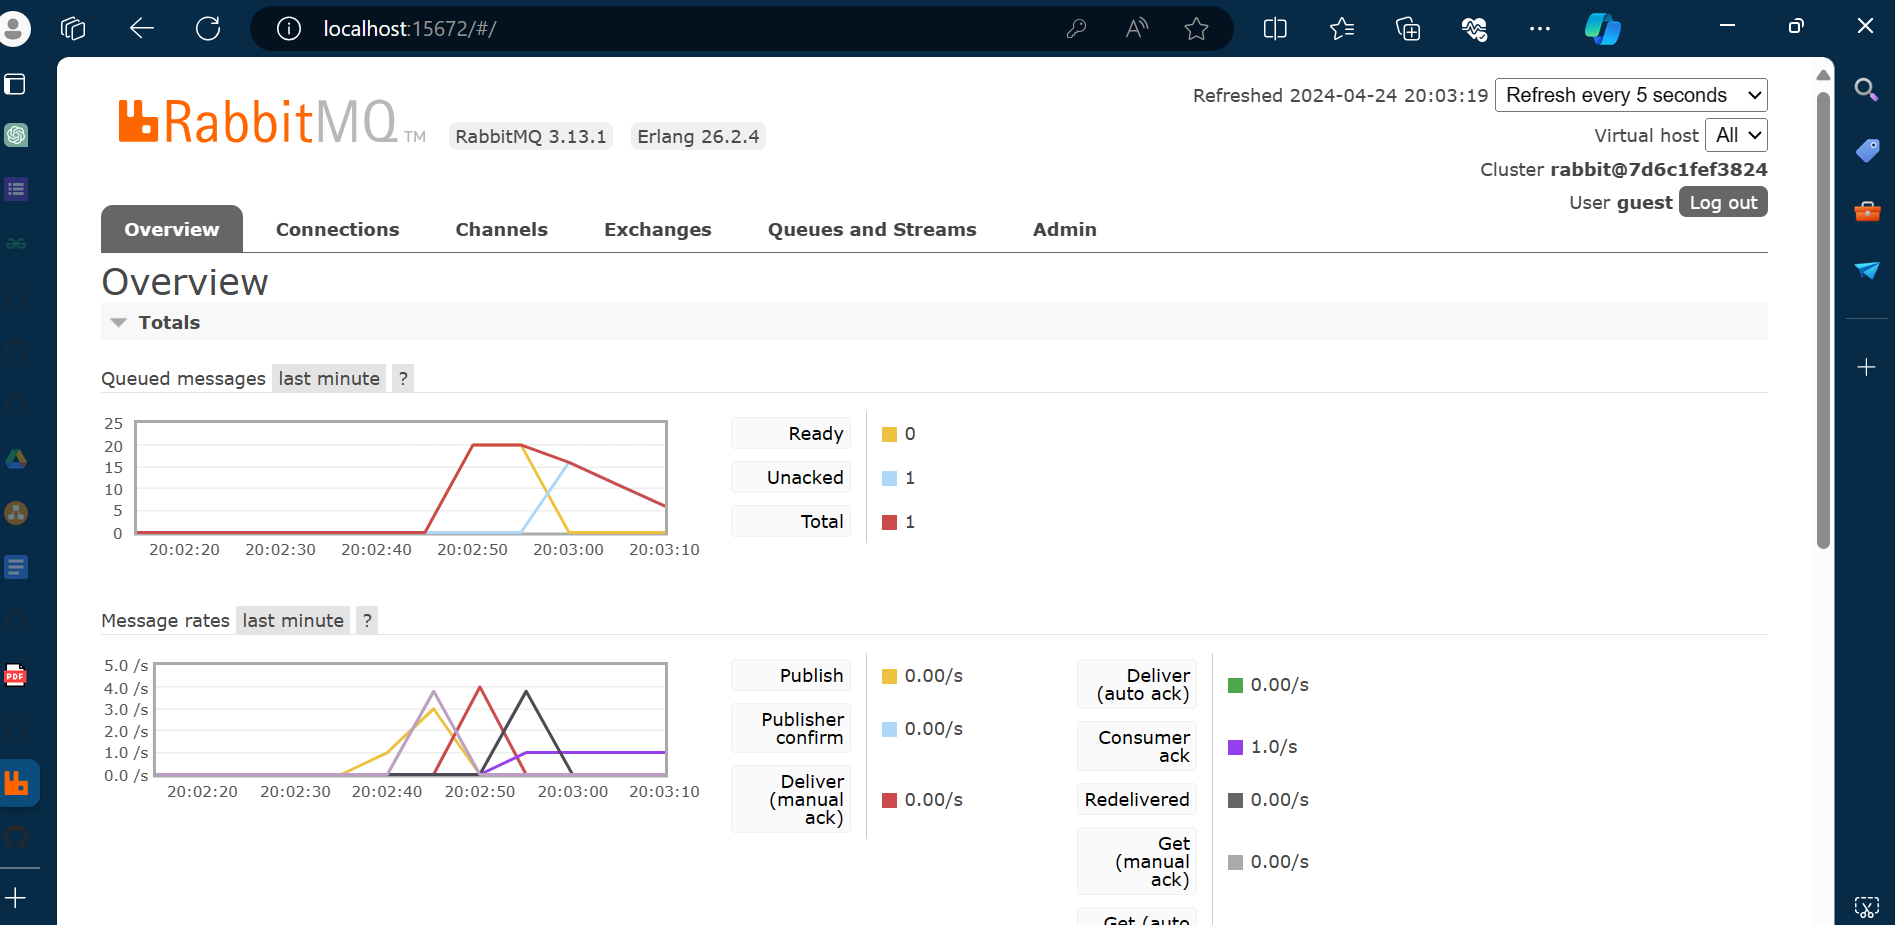 localhost:15672/#/
RabbitMQ TM
RabbitMQ 3.13.1
Erlang 26.2.4
Refreshed 2024-04-24 20:03:19
Refresh every 5 seconds
Virtual host
All
Cluster rabbit@7d6c1fef3824
User guest
Log out
Overview
Connections
Channels
Exchanges
Queues and Streams
Admin
Overview
Totals
Queued messages last minute ?
25
20
15
10
5
0
20:02:20 20:02:30 20:02:40 20:02:50 20:03:00 20:03:10
Ready 0
Unacked 1
Total 1
Message rates last minute ?
5.0 /s
4.0 /s
3.0 /s
2.0 /s
1.0 /s
0.0 /s
20:02:20 20:02:30 20:02:40 20:02:50 20:03:00 20:03:10
Publish 0.00/s
Publisher
confirm
0.00/s
Deliver
(manual
ack)
0.00/s
Deliver
(auto ack)
0.00/s
Consumer
ack
1.0/s
Redelivered 0.00/s
Get
(manual
ack)
0.00/s
Get (auto
PDF